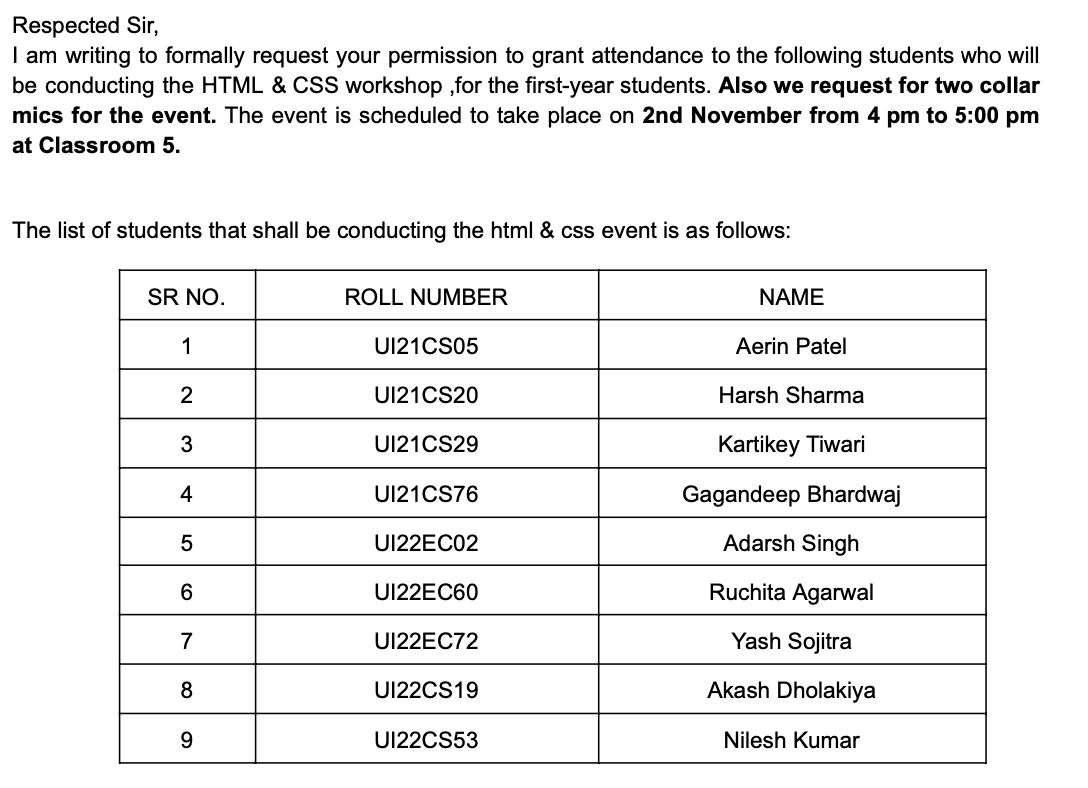 Respected Sir,
I am writing to formally request your permission to grant attendance to the following students who will
be conducting the HTML & CSS workshop ,for the first-year students. Also we request for two collar
mics for the event. The event is scheduled to take place on 2nd November from 4 pm to 5:00 pm
at Classroom 5.
The list of students that shall be conducting the html & css event is as follows:
SR NO. ROLL NUMBER NAME
1 UI21CS05 Aerin Patel
2 UI21CS20 Harsh Sharma
3 UI21CS29 Kartikey Tiwari
4 UI21CS76 Gagandeep Bhardwaj
5 UI22EC02 Adarsh Singh
6 UI22EC60 Ruchita Agarwal
7 UI22EC72 Yash Sojitra
8 UI22CS19 Akash Dholakiya
9 UI22CS53 Nilesh Kumar